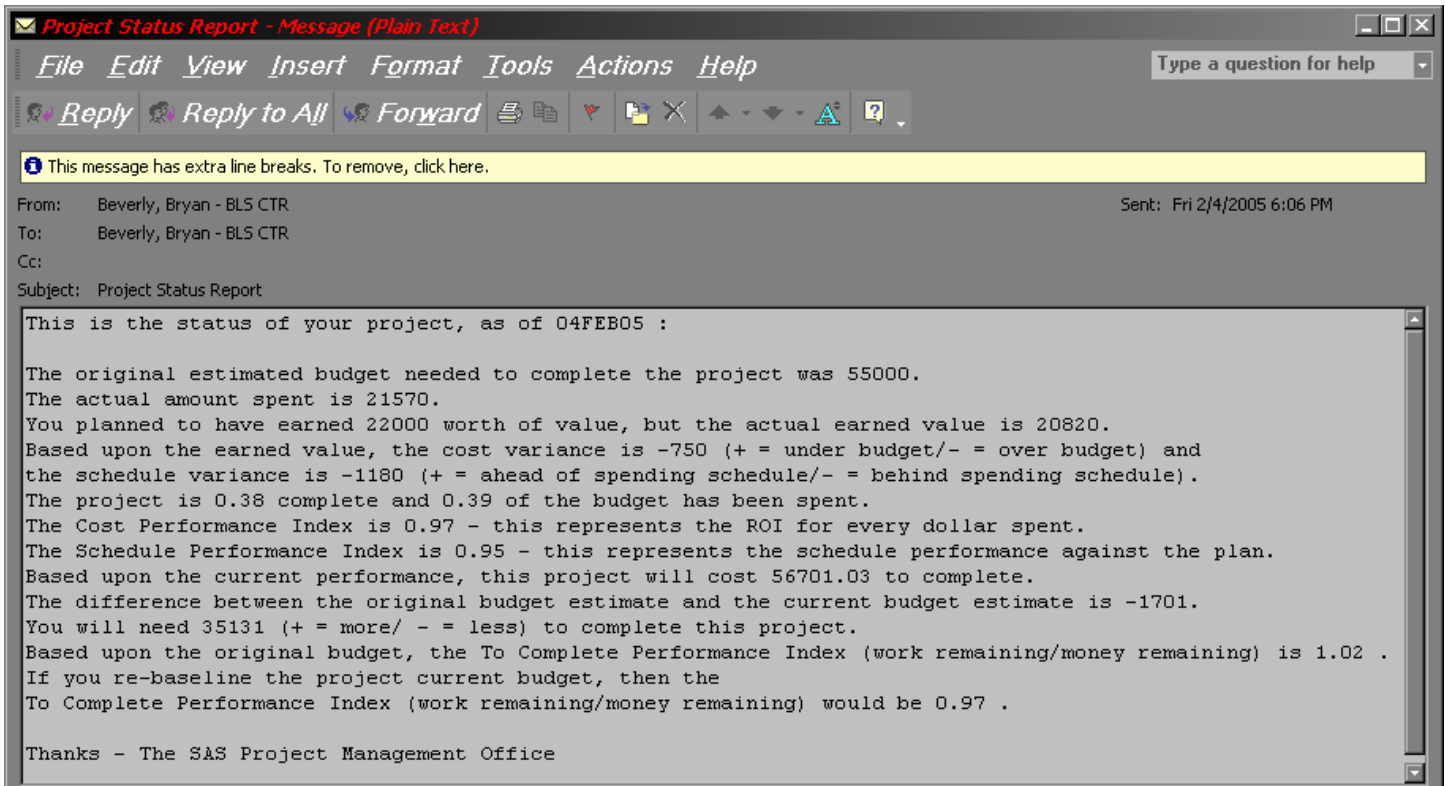 Project Status Report - Message (Plain Text)
File Edit View Insert Format Tools Actions Help
Type a question for help
Reply Reply to All Forward
This message has extra line breaks. To remove, click here.
From: Beverly, Bryan - BLS CTR
Sent: Fri 2/4/2005 6:06 PM
To: Beverly, Bryan - BLS CTR
Cc:
Subject: Project Status Report
This is the status of your project, as of 04FEB05 :
The original estimated budget needed to complete the project was 55000.
The actual amount spent is 21570.
You planned to have earned 22000 worth of value, but the actual earned value is 20820.
Based upon the earned value, the cost variance is -750 (+ = under budget/- = over budget) and
the schedule variance is -1180 (+ = ahead of spending schedule/- = behind spending schedule).
The project is 0.38 complete and 0.39 of the budget has been spent.
The Cost Performance Index is 0.97 - this represents the ROI for every dollar spent.
The Schedule Performance Index is 0.95 - this represents the schedule performance against the plan.
Based upon the current performance, this project will cost 56701.03 to complete.
The difference between the original budget estimate and the current budget estimate is -1701.
You will need 35131 (+ = more/ - = less) to complete this project.
Based upon the original budget, the To Complete Performance Index (work remaining/money remaining) is 1.02 .
If you re-baseline the project current budget, then the
To Complete Performance Index (work remaining/money remaining) would be 0.97 .
Thanks - The SAS Project Management Office